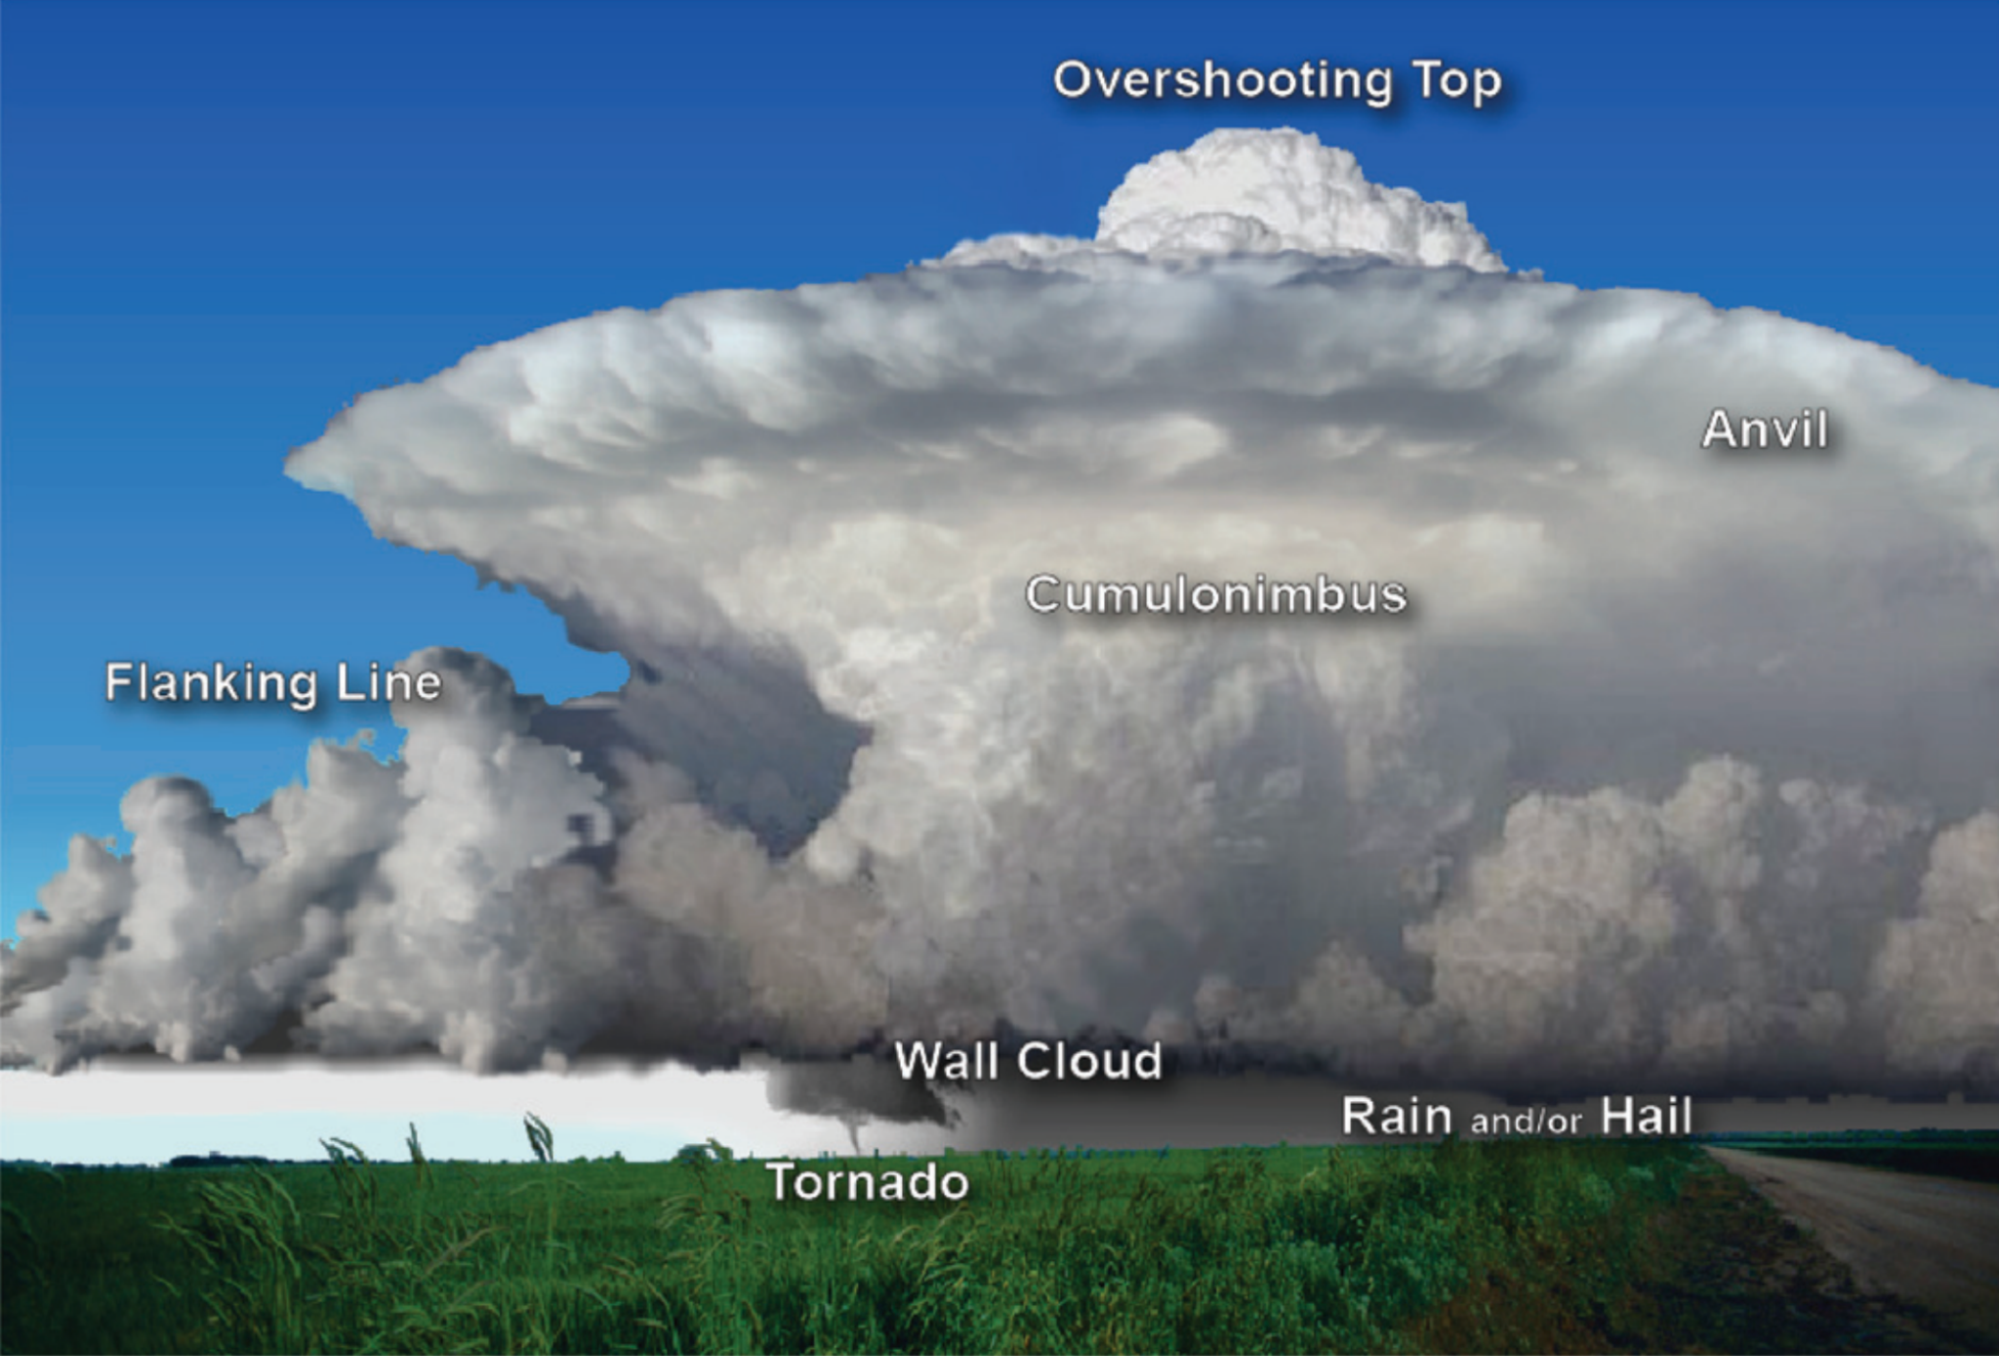 Overshooting Top
Anvil
Cumulonimbus
Flanking Line
Wall Cloud
Rain and/or Hail
Tornado